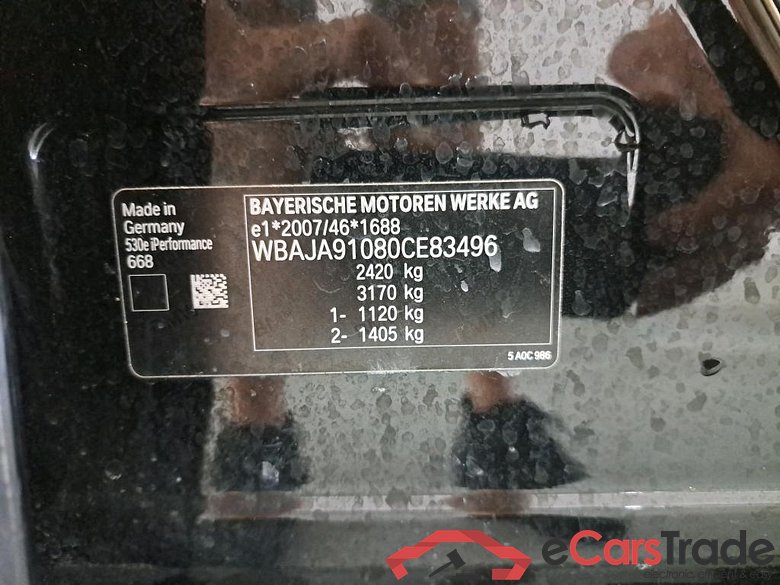 Made in
Germany
530e iPerformance
668
BAYERISCHE MOTOREN WERKE AG
e1*2007/46*1688
WBAJA91080CE83496
2420 kg
3170 kg
1- 1120 kg
2- 1405 kg
5 A0C 986
eCarsTrade